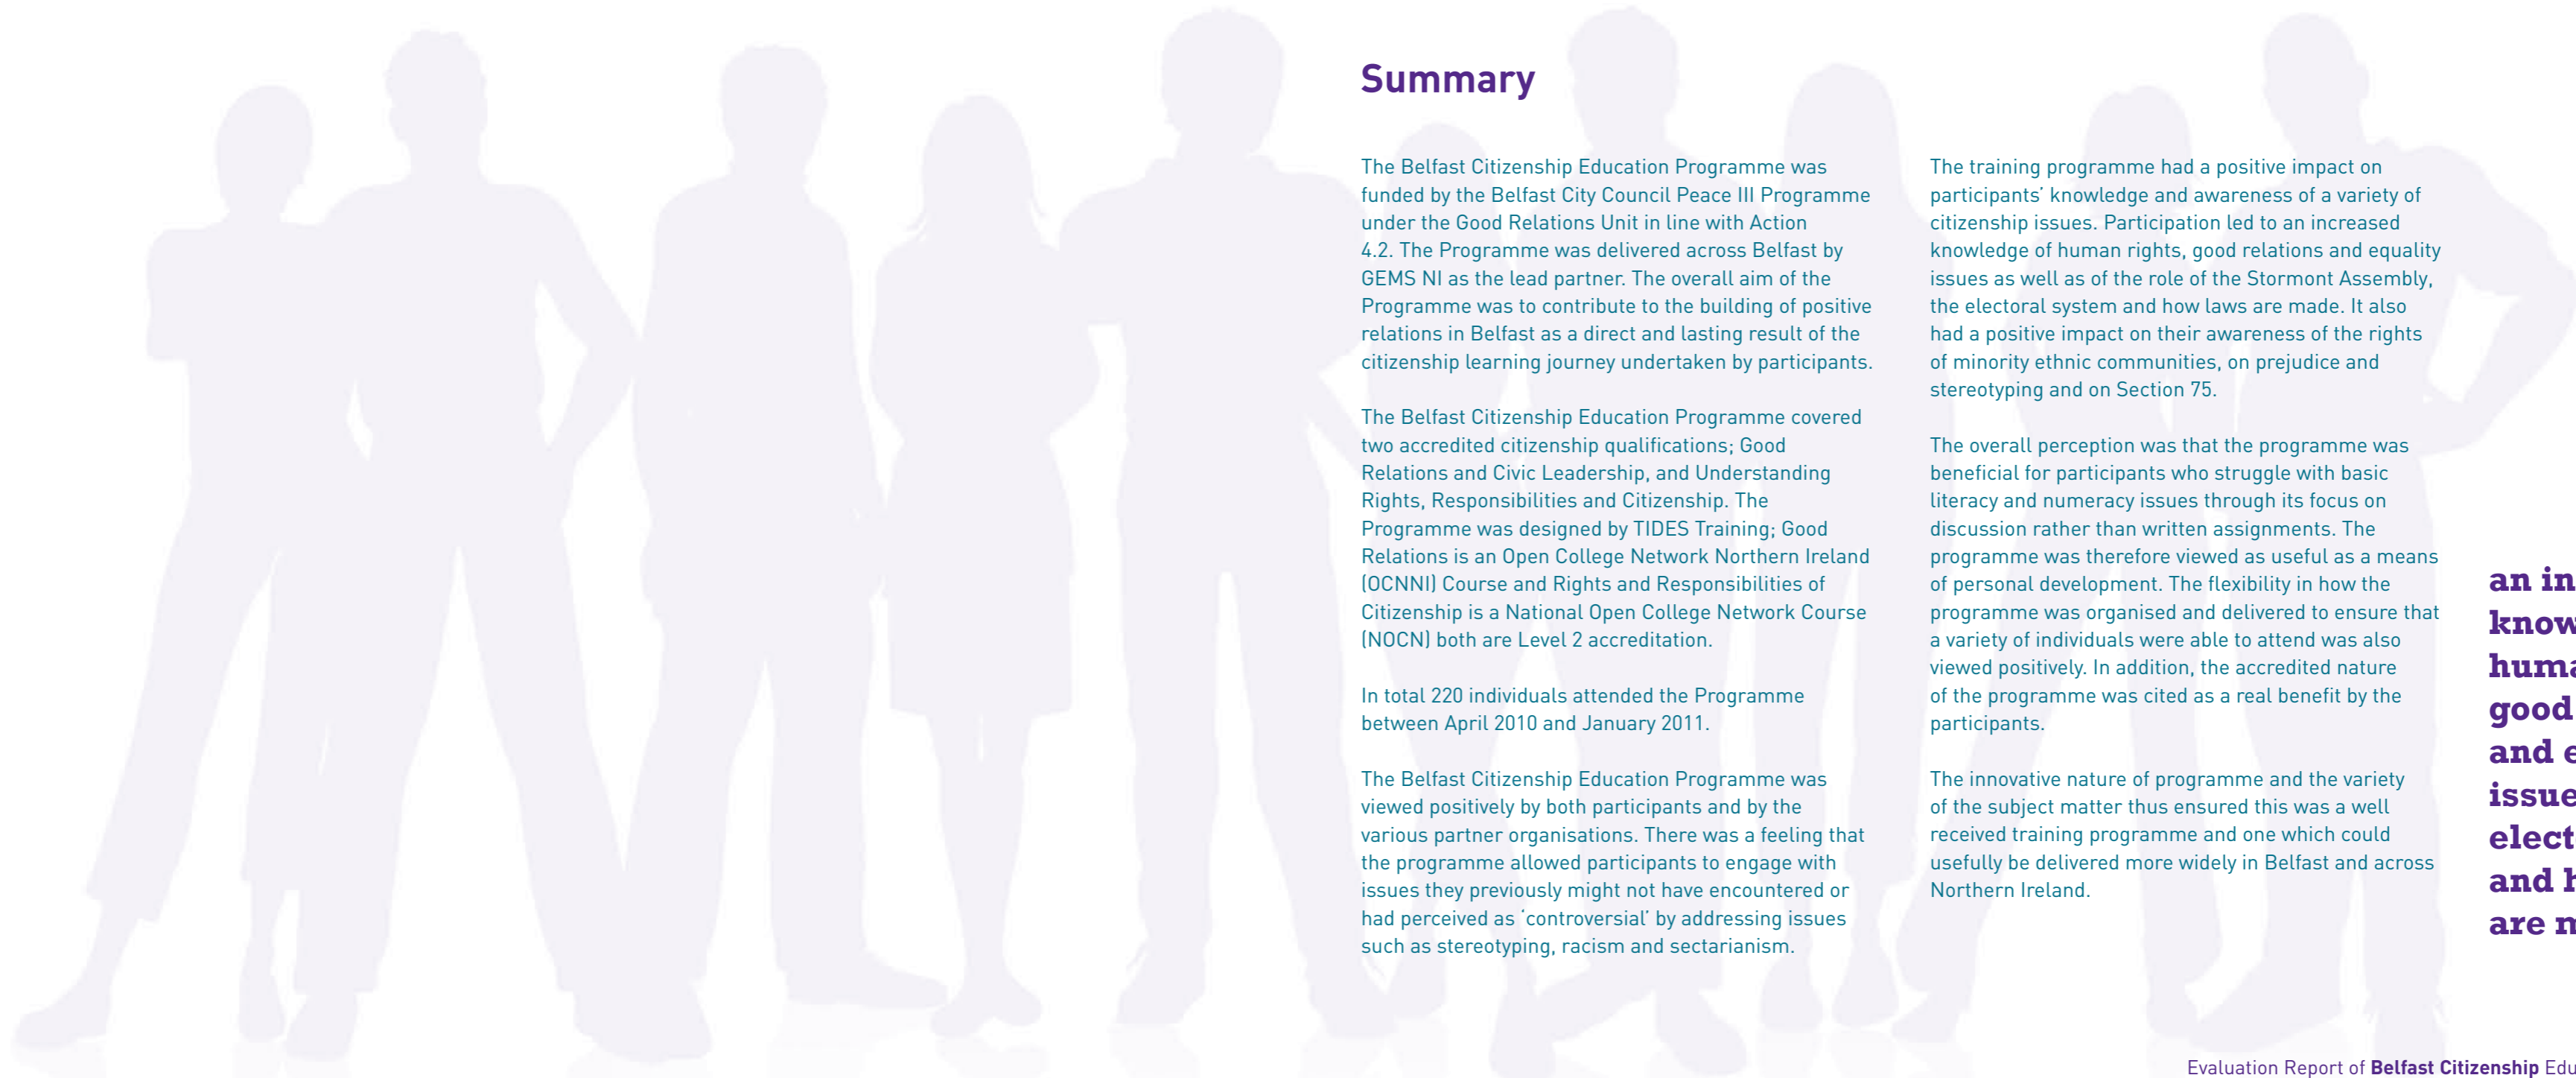 Summary
The Belfast Citizenship Education Programme was
funded by the Belfast City Council Peace III Programme
under the Good Relations Unit in line with Action
4.2. The Programme was delivered across Belfast by
GEMS NI as the lead partner. The overall aim of the
Programme was to contribute to the building of positive
relations in Belfast as a direct and lasting result of the
citizenship learning journey undertaken by participants.
The Belfast Citizenship Education Programme covered
two accredited citizenship qualifications; Good
Relations and Civic Leadership, and Understanding
Rights, Responsibilities and Citizenship. The
Programme was designed by TIDES Training; Good
Relations is an Open College Network Northern Ireland
(OCNNI) Course and Rights and Responsibilities of
Citizenship is a National Open College Network Course
(NOCN) both are Level 2 accreditation.
In total 220 individuals attended the Programme
between April 2010 and January 2011.
The Belfast Citizenship Education Programme was
viewed positively by both participants and by the
various partner organisations. There was a feeling that
the programme allowed participants to engage with
issues they previously might not have encountered or
had perceived as ‘controversial’ by addressing issues
such as stereotyping, racism and sectarianism.
The training programme had a positive impact on
participants’ knowledge and awareness of a variety of
citizenship issues. Participation led to an increased
knowledge of human rights, good relations and equality
issues as well as of the role of the Stormont Assembly,
the electoral system and how laws are made. It also
had a positive impact on their awareness of the rights
of minority ethnic communities, on prejudice and
stereotyping and on Section 75.
The overall perception was that the programme was
beneficial for participants who struggle with basic
literacy and numeracy issues through its focus on
discussion rather than written assignments. The
programme was therefore viewed as useful as a means
of personal development. The flexibility in how the
programme was organised and delivered to ensure that
a variety of individuals were able to attend was also
viewed positively. In addition, the accredited nature
of the programme was cited as a real benefit by the
participants.
The innovative nature of programme and the variety
of the subject matter thus ensured this was a well
received training programme and one which could
usefully be delivered more widely in Belfast and across
Northern Ireland.
an in
know
huma
good
and e
issue
elect
and h
are m
Evaluation Report of Belfast Citizenship Edu